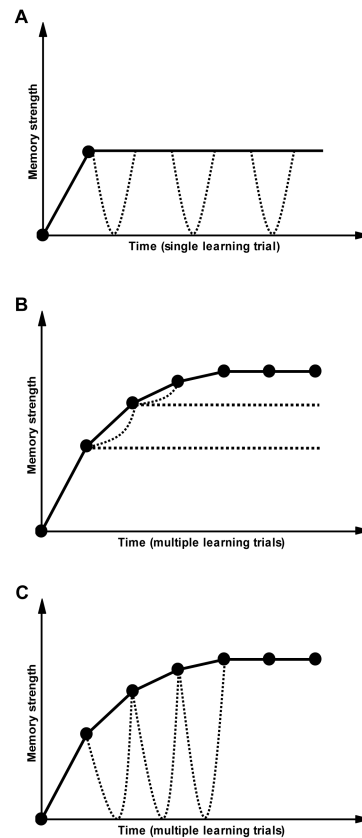 A
Memory strength
Time (single learning trial)
B
Memory strength
Time (multiple learning trials)
C
Memory strength
Time (multiple learning trials)